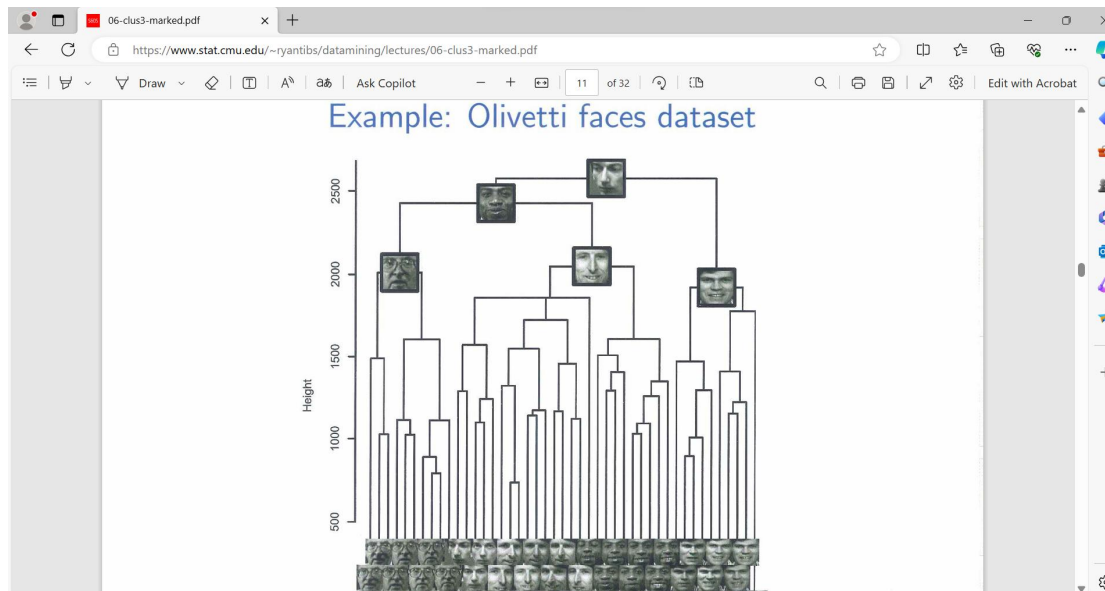 06-clus3-marked.pdf
https://www.stat.cmu.edu/~ryantibs/datamining/lectures/06-clus3-marked.pdf
Draw
Ask Copilot
11
of 32
Edit with Acrobat
Example: Olivetti faces dataset
2500
2000
1500
1000
500
Height